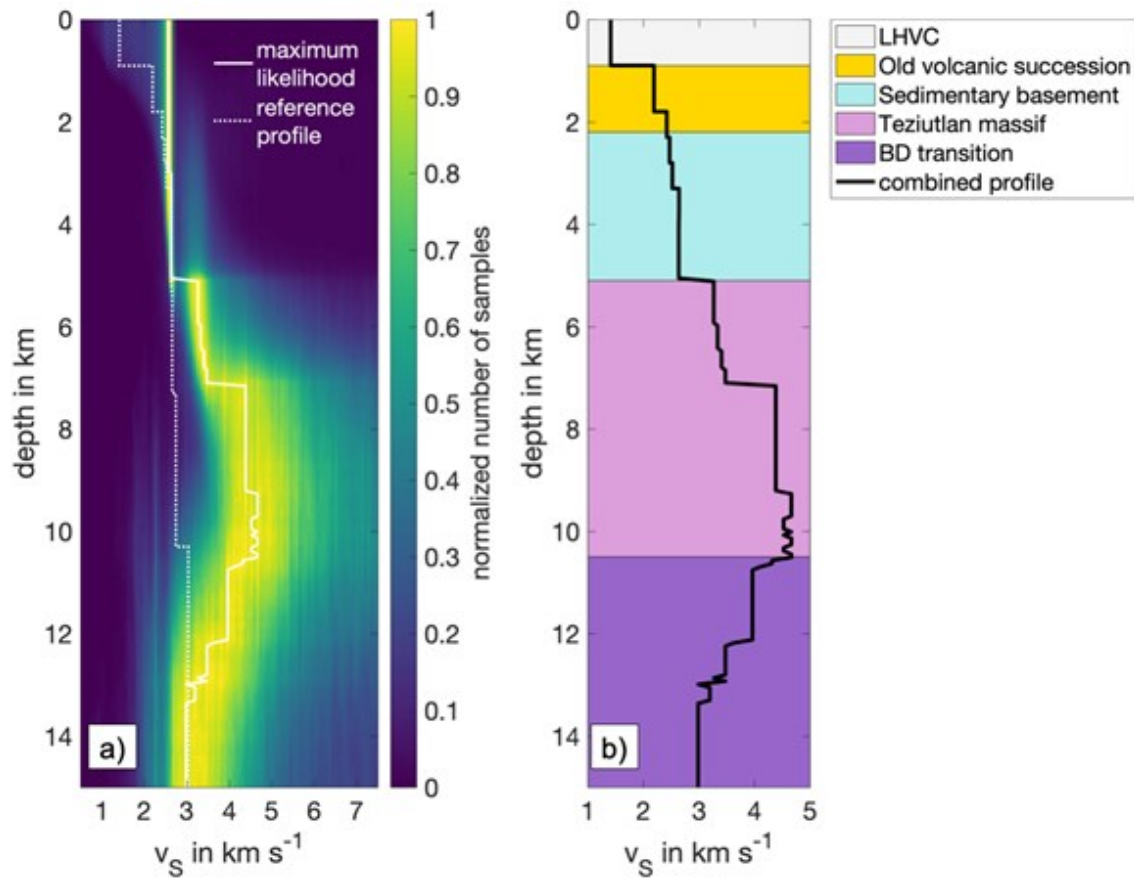 0
2
4
6
8
10
12
14
depth in km
1 2 3 4 5 6 7
v_S in km s⁻¹
maximum
likelihood
reference
profile
a)
1
0.9
0.8
0.7
0.6
0.5
0.4
0.3
0.2
0.1
0
normalized number of samples
0
2
4
6
8
10
12
14
depth in km
1 2 3 4 5
v_S in km s⁻¹
b)
LHVC
Old volcanic succession
Sedimentary basement
Teziutlan massif
BD transition
combined profile